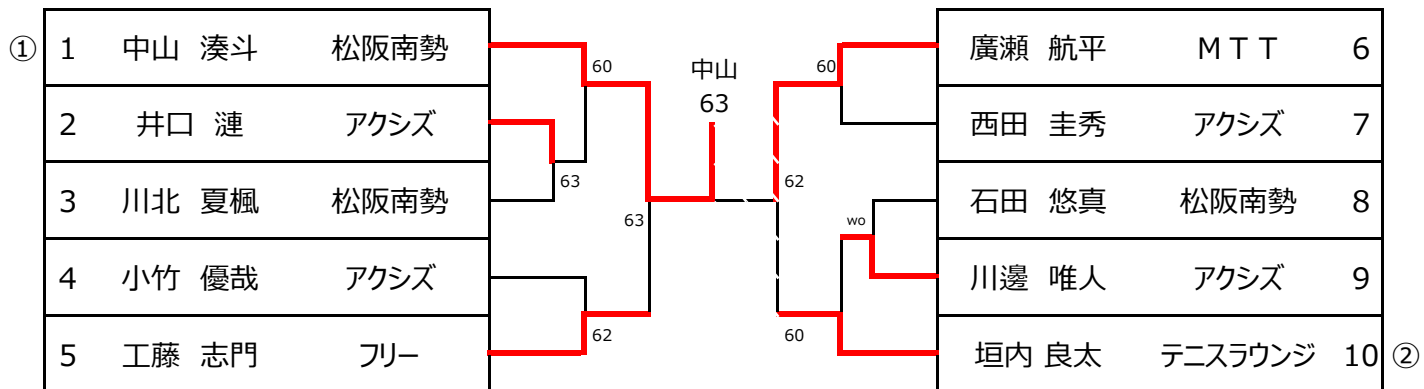 ① 1 中山 湊斗 松阪南勢
2 井口 漣 アクシズ
3 川北 夏楓 松阪南勢
4 小竹 優哉 アクシズ
5 工藤 志門 フリー
60
63
63
62
中山
63
60
62
wo
60
廣瀬 航平 MTT 6
西田 圭秀 アクシズ 7
石田 悠真 松阪南勢 8
川邊 唯人 アクシズ 9
垣内 良太 テニスラウンジ 10 ②